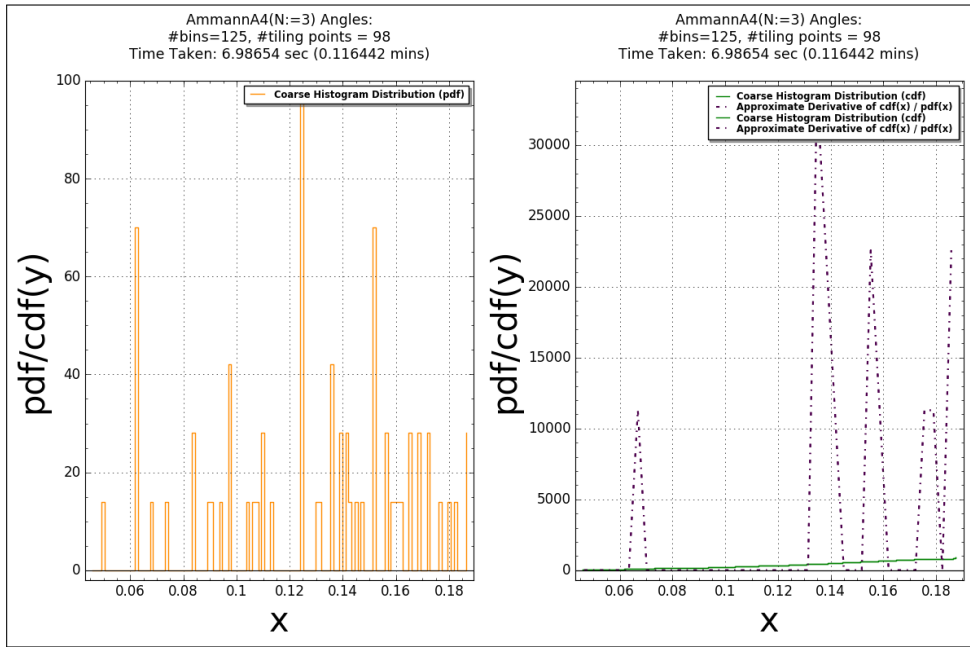 AmmannA4(N:=3) Angles:
#bins=125, #tiling points = 98
Time Taken: 6.98654 sec (0.116442 mins)
Coarse Histogram Distribution (pdf)
100
80
60
40
20
0
pdf/cdf(y)
0.06
0.08
0.1
0.12
0.14
0.16
0.18
x
AmmannA4(N:=3) Angles:
#bins=125, #tiling points = 98
Time Taken: 6.98654 sec (0.116442 mins)
Coarse Histogram Distribution (cdf)
Approximate Derivative of cdf(x) / pdf(x)
Coarse Histogram Distribution (cdf)
Approximate Derivative of cdf(x) / pdf(x)
30000
25000
20000
15000
10000
5000
0
pdf/cdf(y)
0.06
0.08
0.1
0.12
0.14
0.16
0.18
x